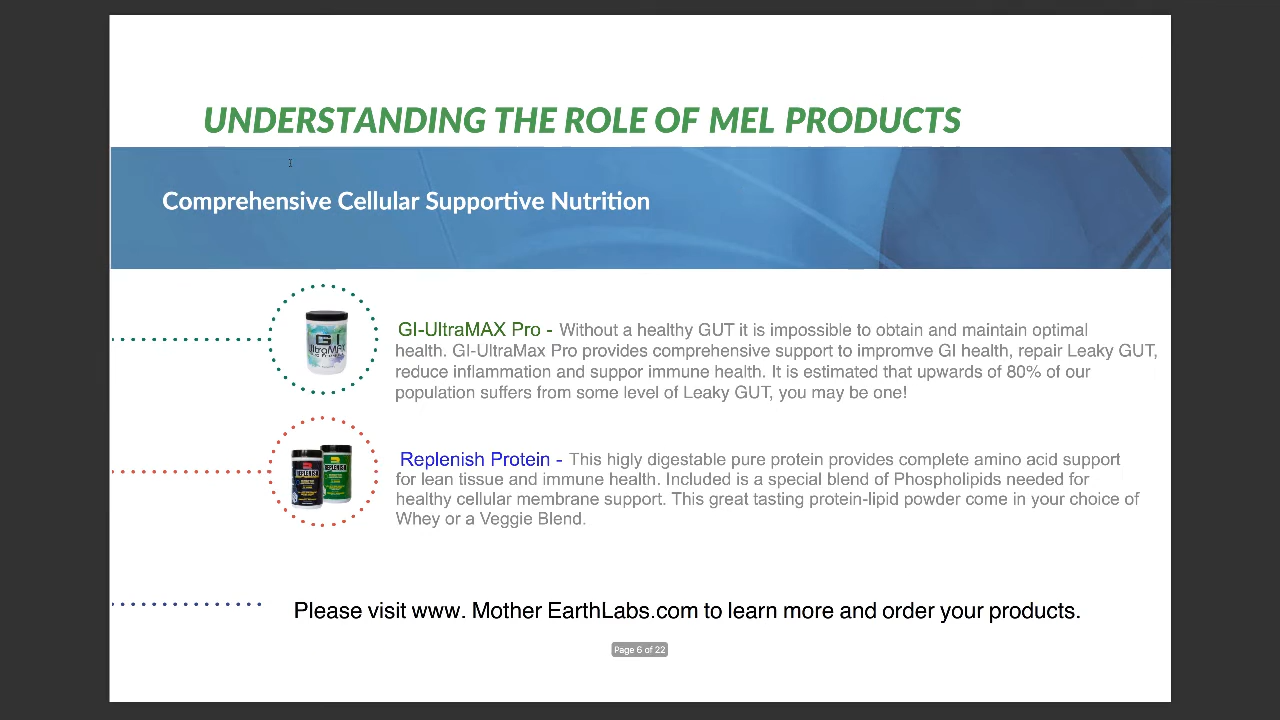 UNDERSTANDING THE ROLE OF MEL PRODUCTS
Comprehensive Cellular Supportive Nutrition
GI-UltraMAX Pro - Without a healthy GUT it is impossible to obtain and maintain optimal
health. GI-UltraMax Pro provides comprehensive support to impromve GI health, repair Leaky GUT,
reduce inflammation and suppor immune health. It is estimated that upwards of 80% of our
population suffers from some level of Leaky GUT, you may be one!
GI
UltraMAX
Replenish Protein - This higly digestable pure protein provides complete amino acid support
for lean tissue and immune health. Included is a special blend of Phospholipids needed for
healthy cellular membrane support. This great tasting protein-lipid powder come in your choice of
Whey or a Veggie Blend.
REPLENISH
REPLENISH
Please visit www. Mother EarthLabs.com to learn more and order your products.
Page 6 of 22